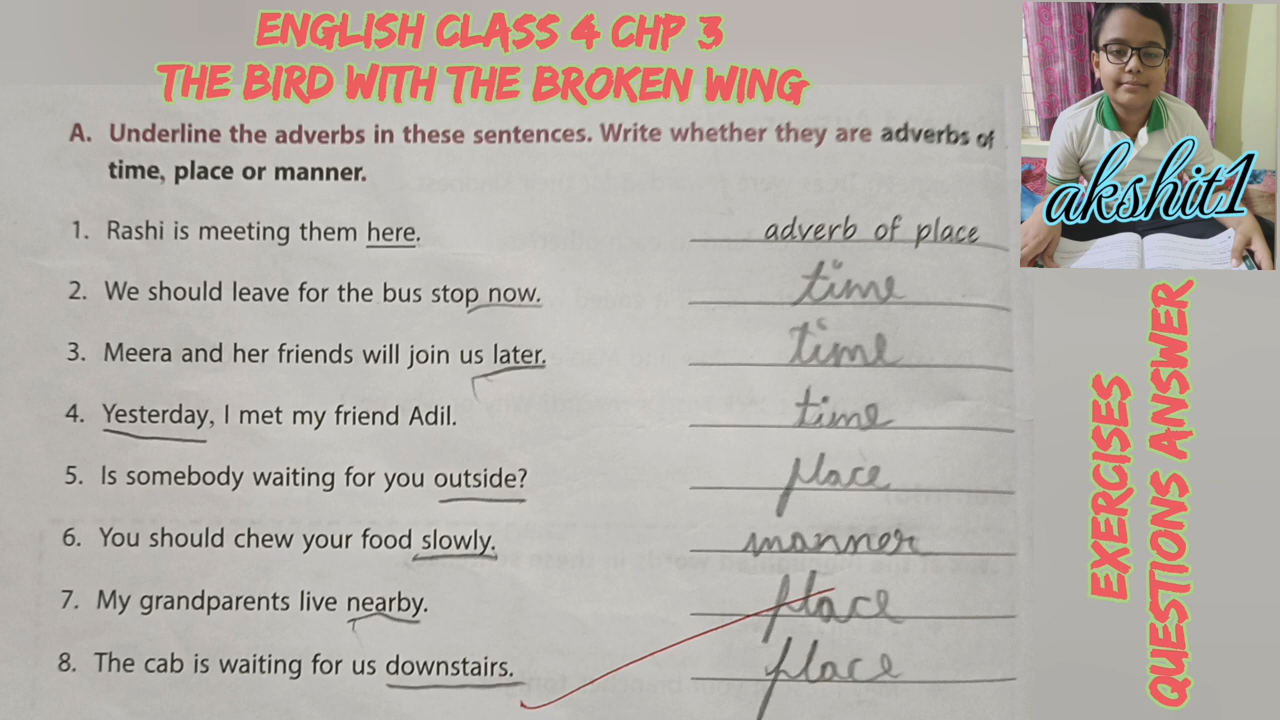 ENGLISH CLASS 4 CHP 3
THE BIRD WITH THE BROKEN WING
A. Underline the adverbs in these sentences. Write whether they are adverbs of
time, place or manner.
1. Rashi is meeting them here. adverb of place
2. We should leave for the bus stop now. time
3. Meera and her friends will join us later. time
4. Yesterday, I met my friend Adil. time
5. Is somebody waiting for you outside? place
6. You should chew your food slowly. manner
7. My grandparents live nearby. place
8. The cab is waiting for us downstairs. place
akshit1
EXERCISES
QUESTIONS ANSWER